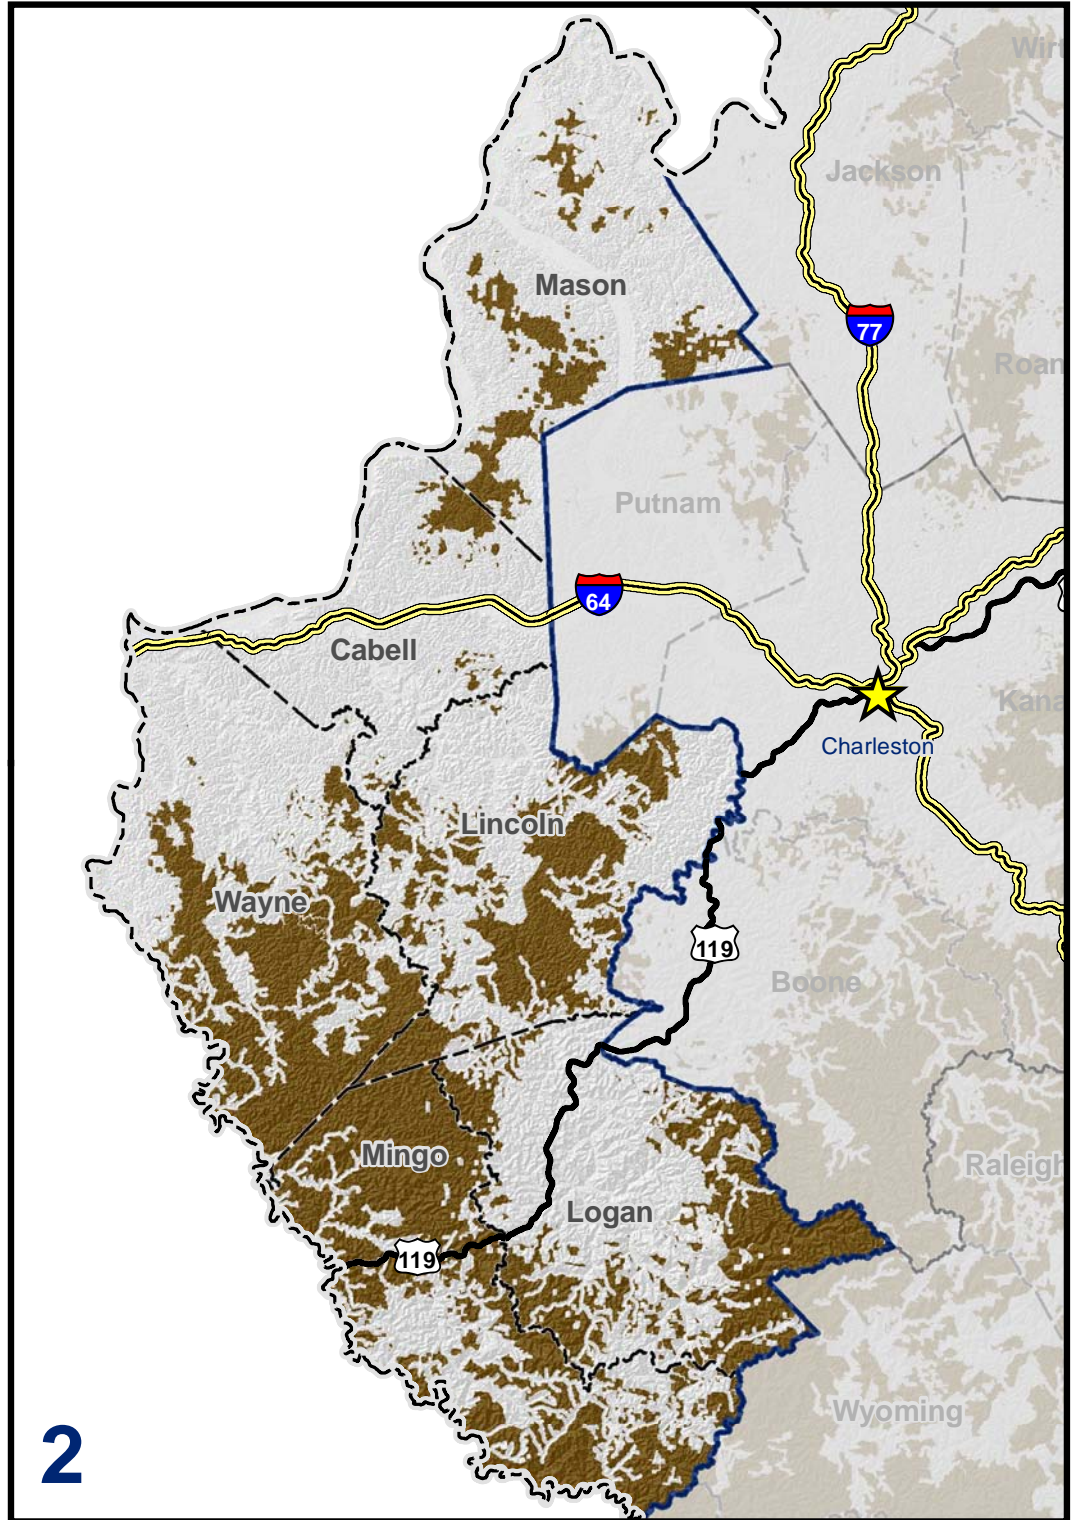 Wirt
Jackson
Mason
77
Roan
Putnam
64
Cabell
Kana
Charleston
Lincoln
Wayne
119
Boone
Mingo
Raleigh
Logan
119
Wyoming
2